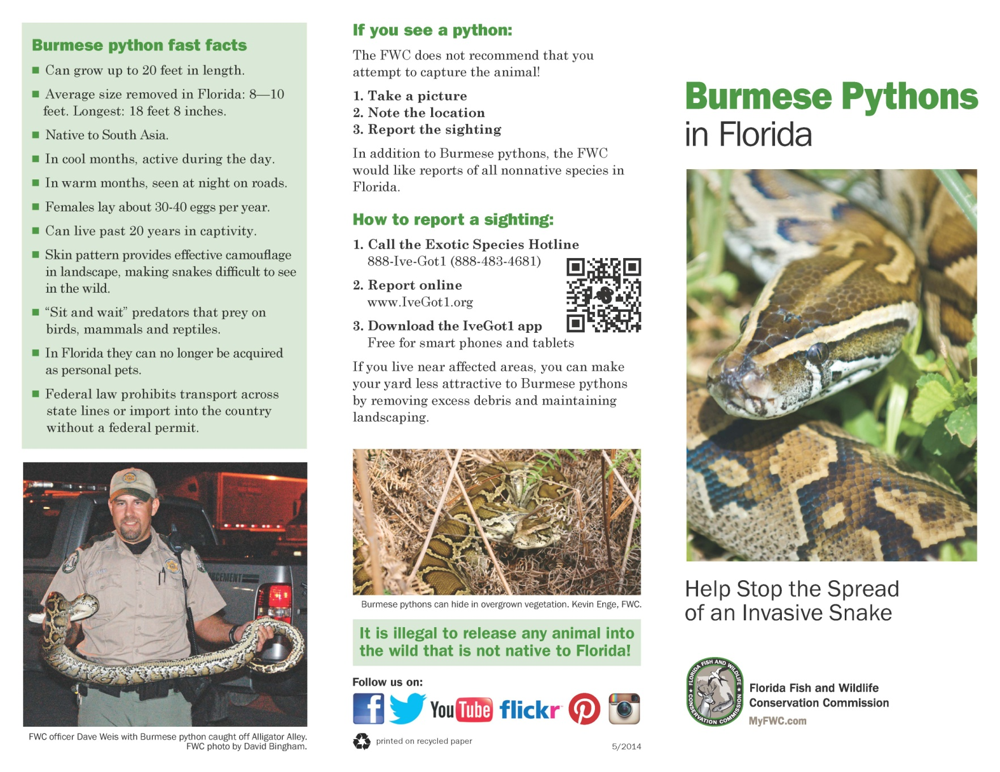 Burmese python fast facts
■ Can grow up to 20 feet in length.
■ Average size removed in Florida: 8—10
feet. Longest: 18 feet 8 inches.
■ Native to South Asia.
■ In cool months, active during the day.
■ In warm months, seen at night on roads.
■ Females lay about 30-40 eggs per year.
■ Can live past 20 years in captivity.
■ Skin pattern provides effective camouflage
in landscape, making snakes difficult to see
in the wild.
■ “Sit and wait” predators that prey on
birds, mammals and reptiles.
■ In Florida they can no longer be acquired
as personal pets.
■ Federal law prohibits transport across
state lines or import into the country
without a federal permit.
FWC officer Dave Weis with Burmese python caught off Alligator Alley.
FWC photo by David Bingham.
If you see a python:
The FWC does not recommend that you
attempt to capture the animal!
1. Take a picture
2. Note the location
3. Report the sighting
In addition to Burmese pythons, the FWC
would like reports of all nonnative species in
Florida.
How to report a sighting:
1. Call the Exotic Species Hotline
888-Ive-Got1 (888-483-4681)
2. Report online
www.IveGot1.org
3. Download the IveGot1 app
Free for smart phones and tablets
If you live near affected areas, you can make
your yard less attractive to Burmese pythons
by removing excess debris and maintaining
landscaping.
Burmese pythons can hide in overgrown vegetation. Kevin Enge, FWC.
It is illegal to release any animal into
the wild that is not native to Florida!
Follow us on:
f YouTube flickr
printed on recycled paper
5/2014
Burmese Pythons
in Florida
Help Stop the Spread
of an Invasive Snake
FLORIDA FISH AND WILDLIFE
CONSERVATION COMMISSION
Florida Fish and Wildlife
Conservation Commission
MyFWC.com